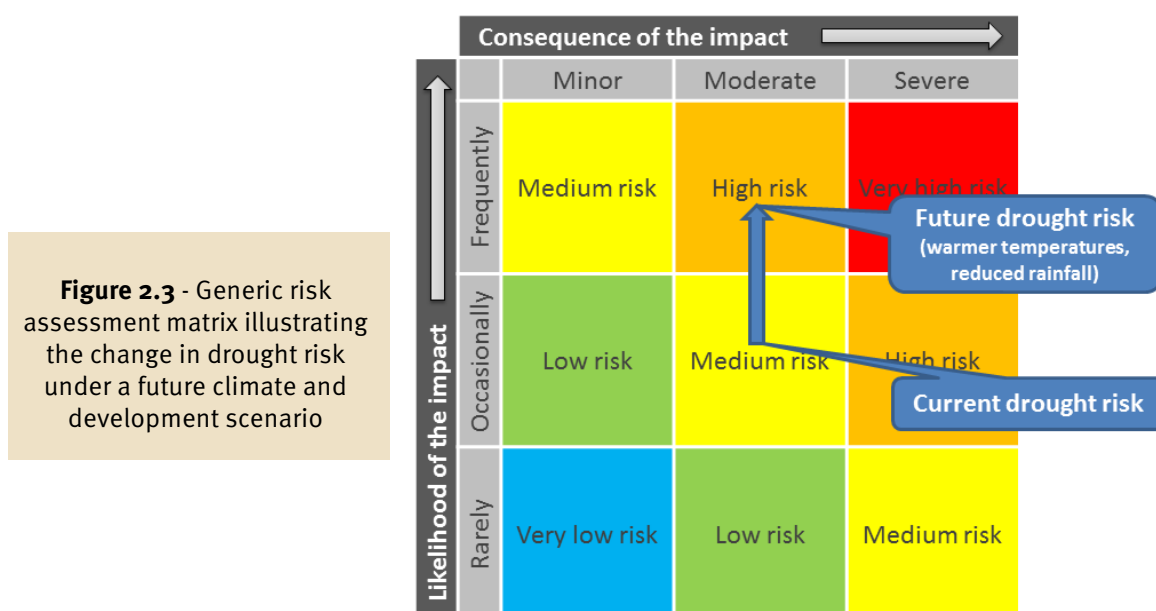 Figure 2.3 - Generic risk
assessment matrix illustrating
the change in drought risk
under a future climate and
development scenario
Consequence of the impact
Likelihood of the impact
Minor
Moderate
Severe
Frequently
Medium risk
High risk
Very high risk
Future drought risk
(warmer temperatures,
reduced rainfall)
Occasionally
Low risk
Medium risk
High risk
Current drought risk
Rarely
Very low risk
Low risk
Medium risk